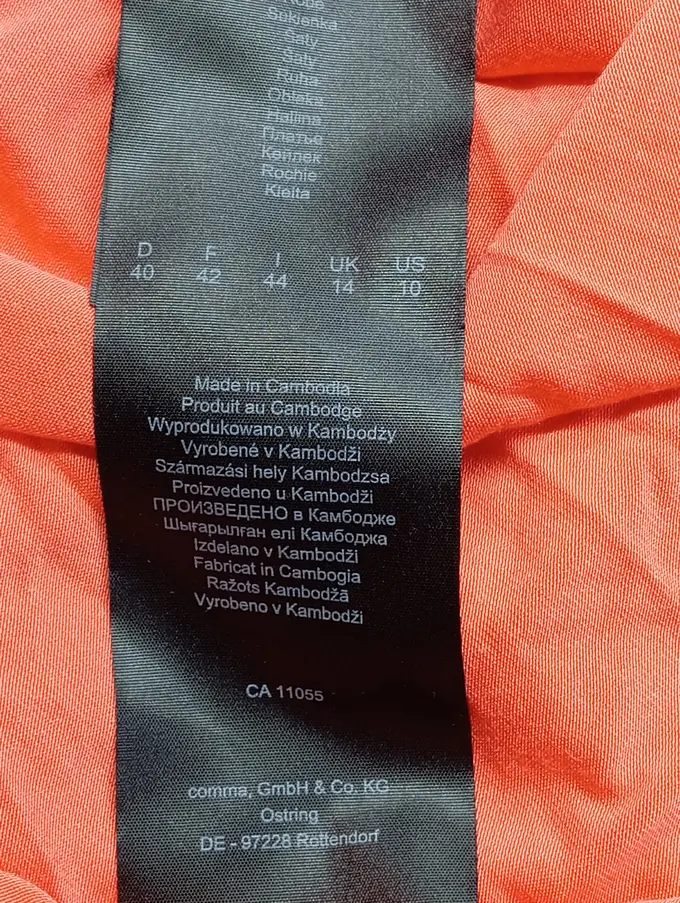 Robe
Sukienka
Šaty
Šaty
Ruha
Obleka
Haljina
Платье
Көйлек
Rochie
Kleita
D F I UK US
40 42 44 14 10
Made in Cambodia
Produit au Cambodge
Wyprodukowano w Kambodży
Vyrobené v Kambodži
Származási hely Kambodzsa
Proizvedeno u Kambodži
ПРОИЗВЕДЕНО в Камбодже
Шығарылған елі Камбоджа
Izdelano v Kambodži
Fabricat in Cambogia
Ražots Kambodžā
Vyrobeno v Kambodži
CA 11055
comma, GmbH & Co. KG
Ostring
DE - 97228 Rottendorf